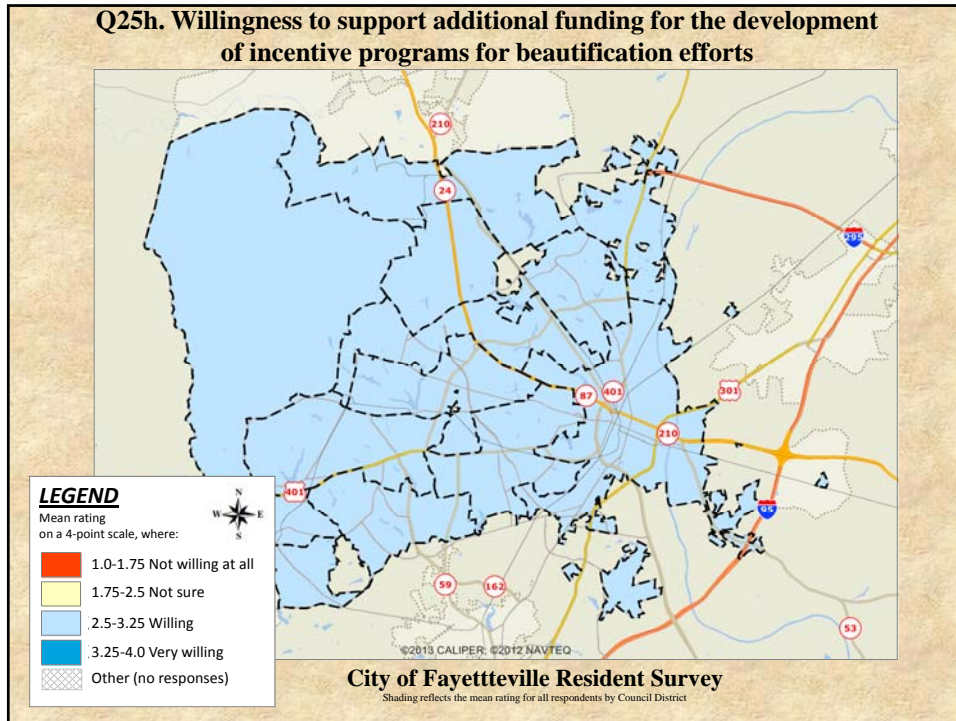 Q25h. Willingness to support additional funding for the development
of incentive programs for beautification efforts
210
24
295
87
401
301
210
401
95
59
162
53
LEGEND
Mean rating
on a 4-point scale, where:
N
W
E
S
1.0-1.75 Not willing at all
1.75-2.5 Not sure
2.5-3.25 Willing
3.25-4.0 Very willing
Other (no responses)
©2013 CALIPER; ©2012 NAVTEQ
City of Fayettteville Resident Survey
Shading reflects the mean rating for all respondents by Council District